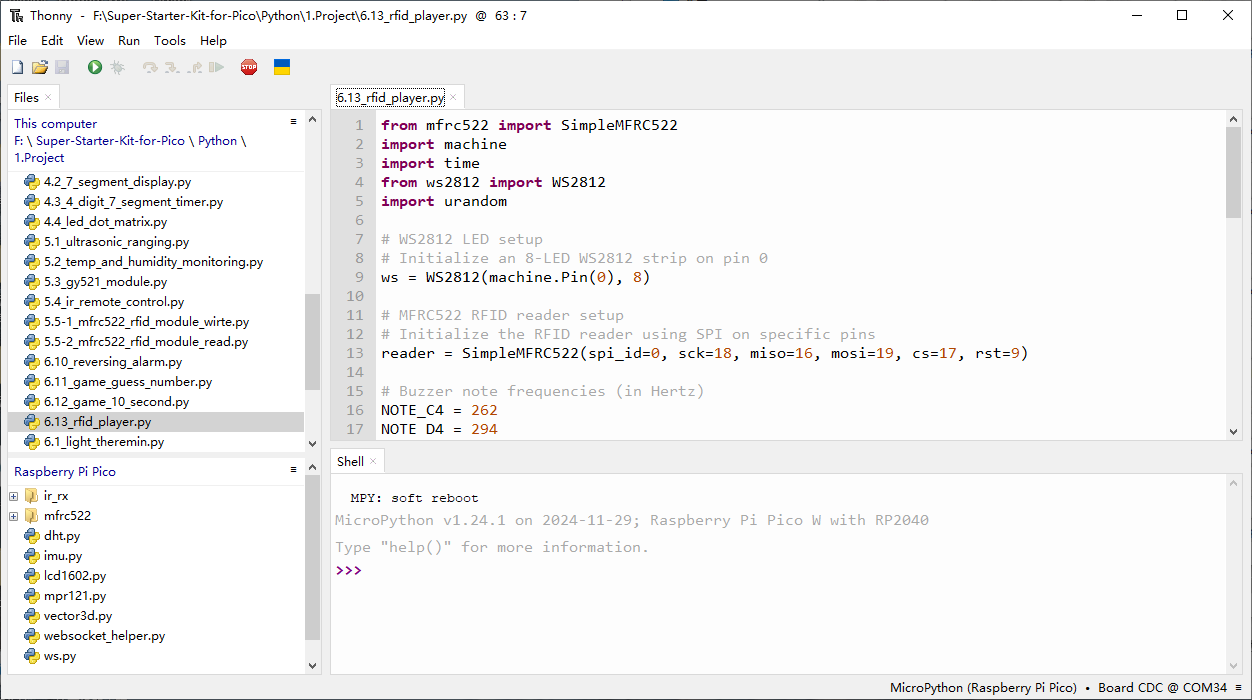 Thonny - F:\Super-Starter-Kit-for-Pico\Python\1.Project\6.13_rfid_player.py @ 63 : 7
File Edit View Run Tools Help
STOP
Files
This computer
F: \ Super-Starter-Kit-for-Pico \ Python \
1.Project
4.2_7_segment_display.py
4.3_4_digit_7_segment_timer.py
4.4_led_dot_matrix.py
5.1_ultrasonic_ranging.py
5.2_temp_and_humidity_monitoring.py
5.3_gy521_module.py
5.4_ir_remote_control.py
5.5-1_mfrc522_rfid_module_wirte.py
5.5-2_mfrc522_rfid_module_read.py
6.10_reversing_alarm.py
6.11_game_guess_number.py
6.12_game_10_second.py
6.13_rfid_player.py
6.1_light_theremin.py
Raspberry Pi Pico
ir_rx
mfrc522
dht.py
imu.py
lcd1602.py
mpr121.py
vector3d.py
websocket_helper.py
ws.py
6.13_rfid_player.py
1 from mfrc522 import SimpleMFRC522
2 import machine
3 import time
4 from ws2812 import WS2812
5 import urandom
6
7 # WS2812 LED setup
8 # Initialize an 8-LED WS2812 strip on pin 0
9 ws = WS2812(machine.Pin(0), 8)
10
11 # MFRC522 RFID reader setup
12 # Initialize the RFID reader using SPI on specific pins
13 reader = SimpleMFRC522(spi_id=0, sck=18, miso=16, mosi=19, cs=17, rst=9)
14
15 # Buzzer note frequencies (in Hertz)
16 NOTE_C4 = 262
17 NOTE_D4 = 294
Shell
MPY: soft reboot
MicroPython v1.24.1 on 2024-11-29; Raspberry Pi Pico W with RP2040
Type "help()" for more information.
>>>
MicroPython (Raspberry Pi Pico) • Board CDC @ COM34